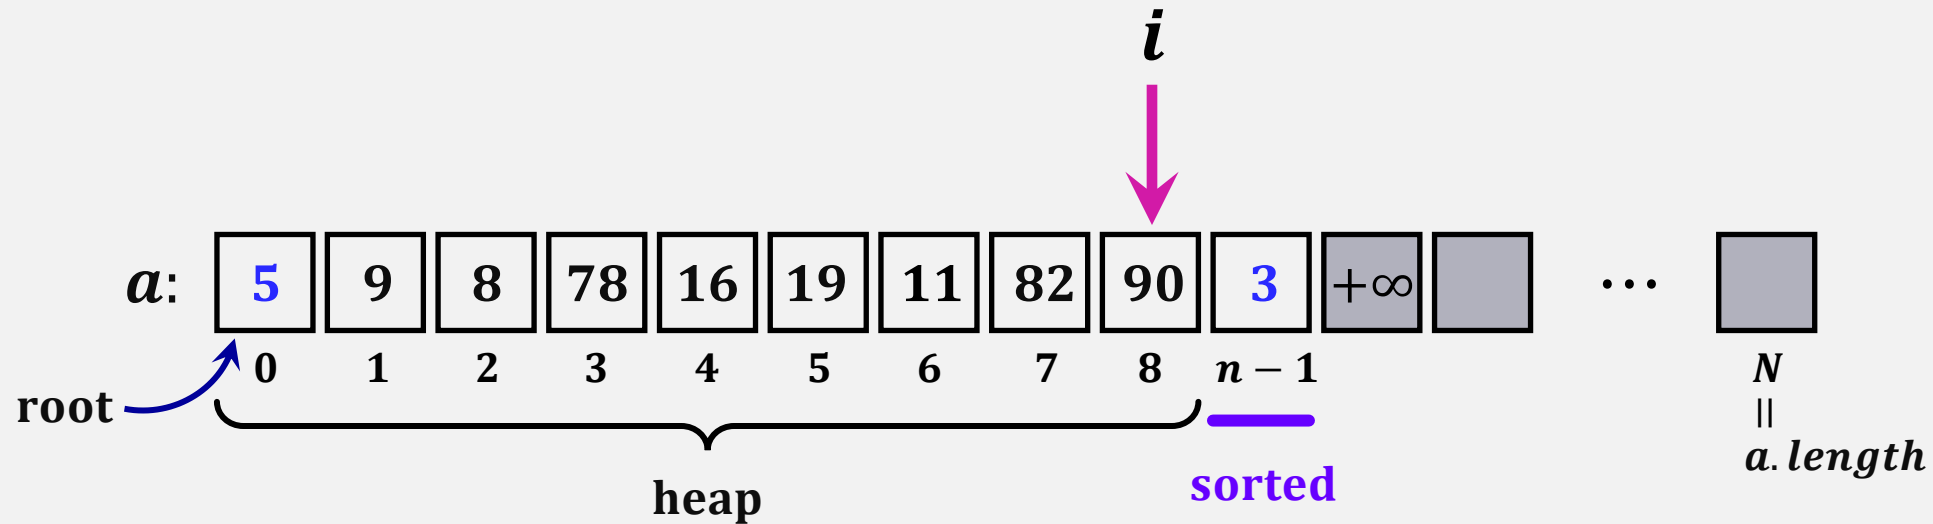 i
a: 5 9 8 78 16 19 11 82 90 3 +∞ ⋯
0 1 2 3 4 5 6 7 8 n − 1 N
root =
a.length
heap sorted